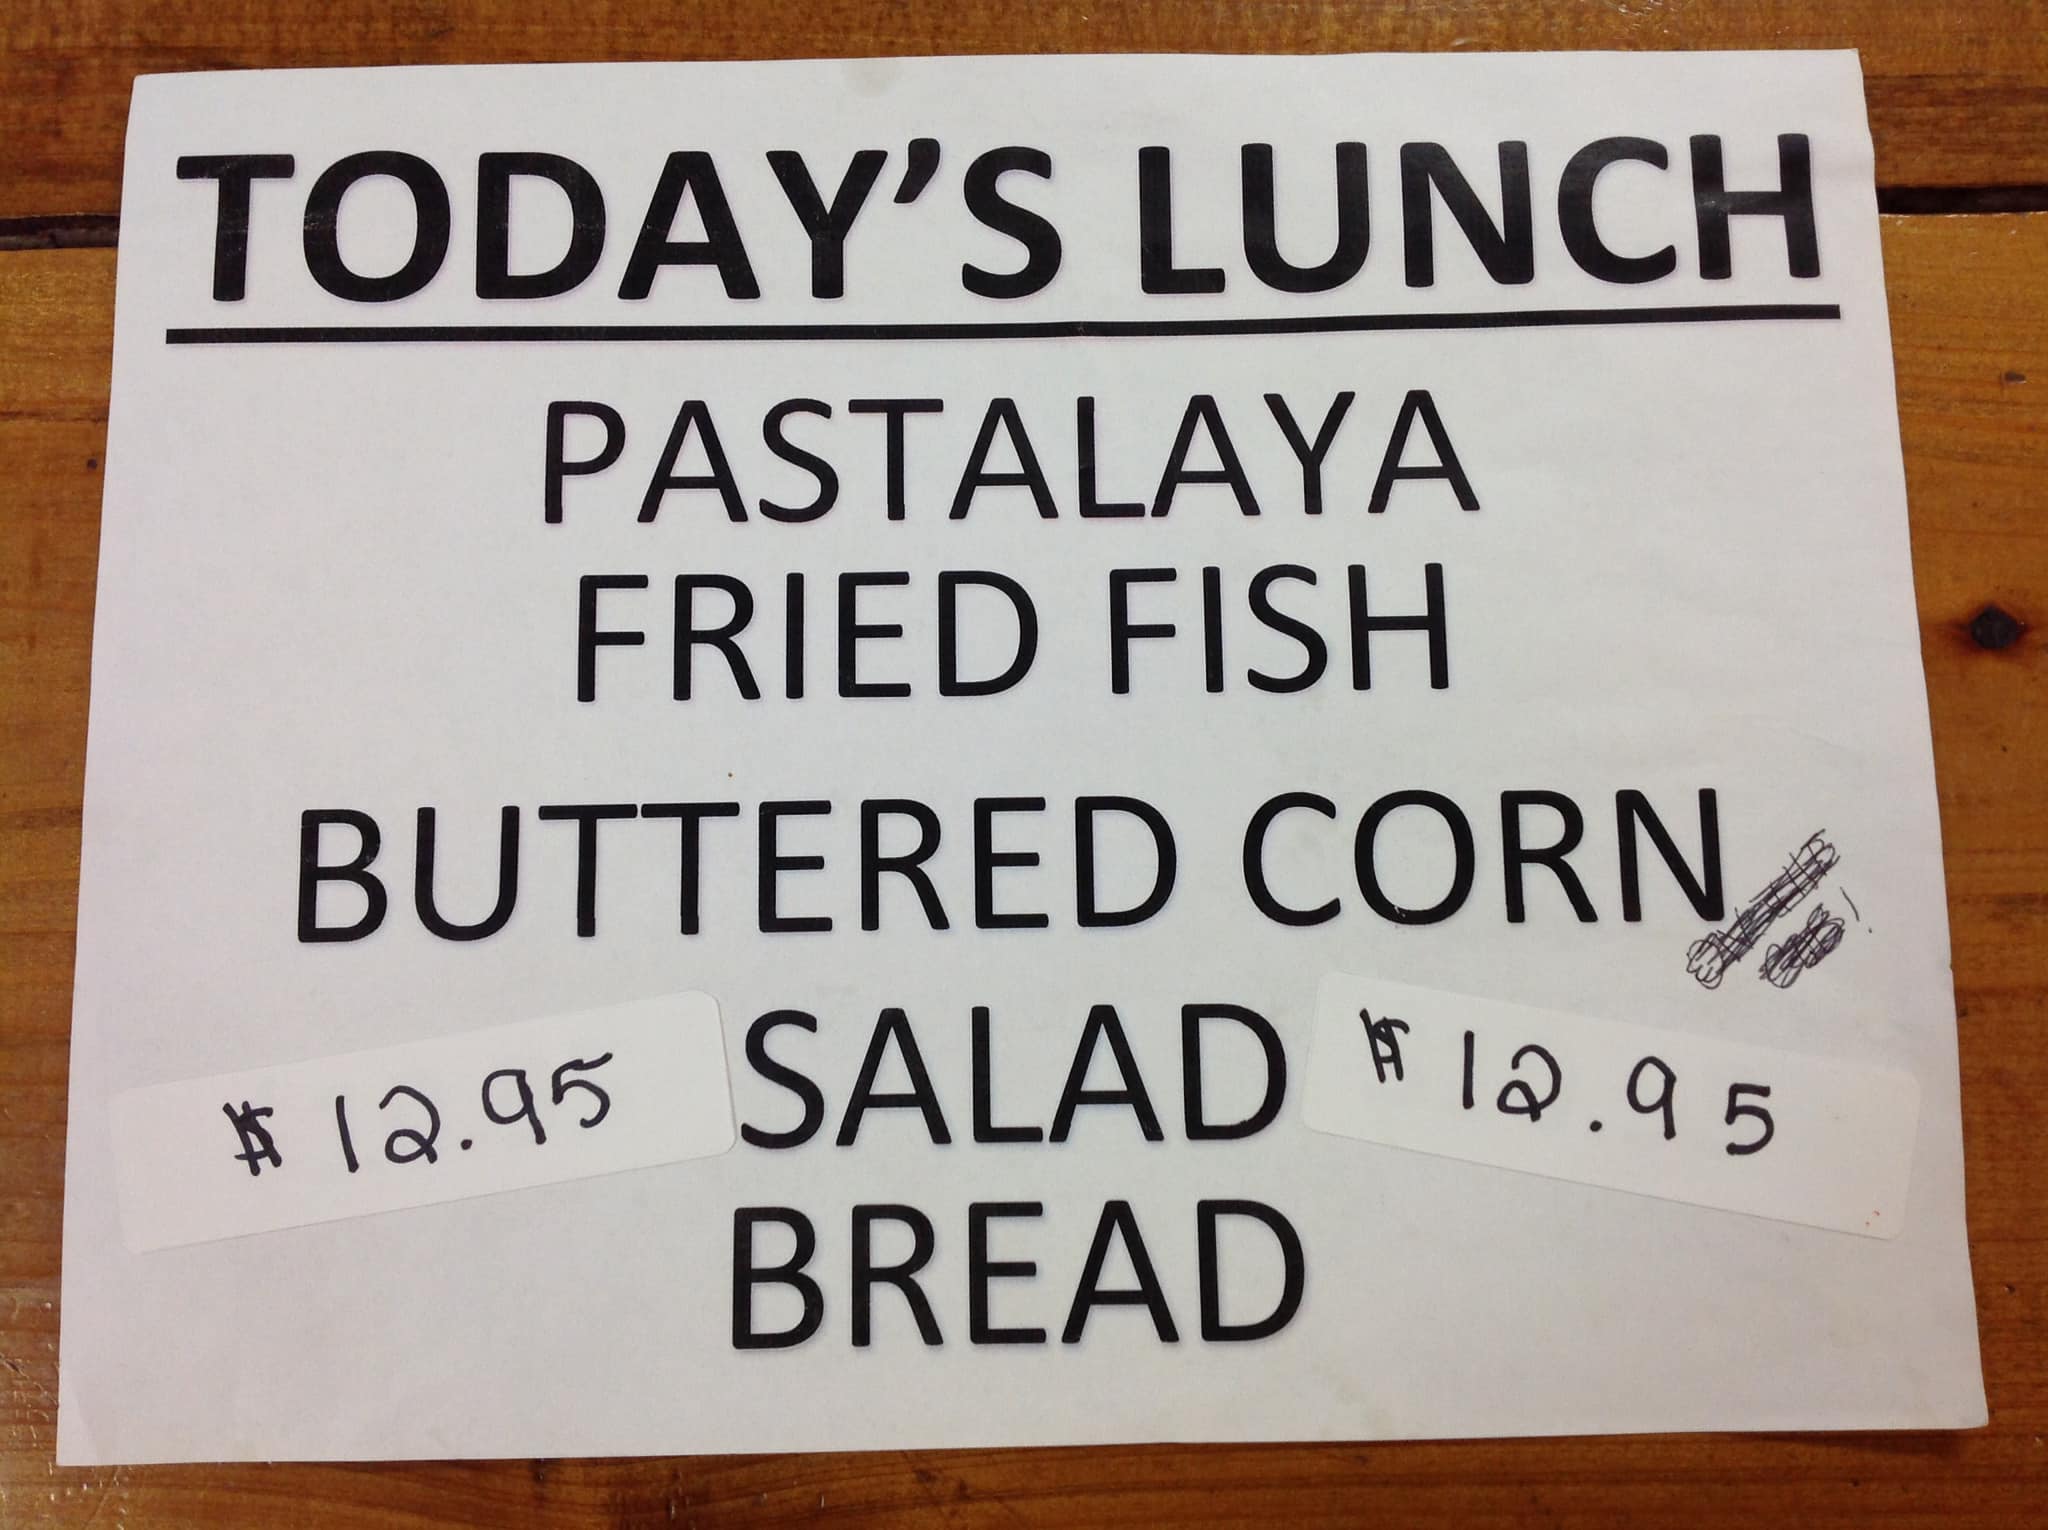 TODAY'S LUNCH
PASTALAYA
FRIED FISH
BUTTERED CORN
$12.95 SALAD $12.95
BREAD